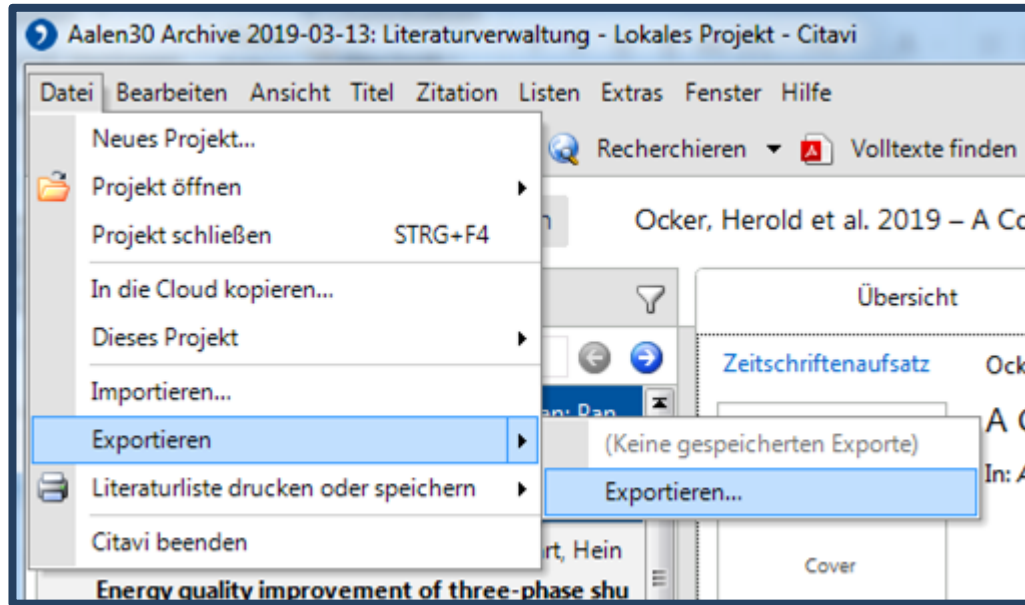 Aalen30 Archive 2019-03-13: Literaturverwaltung - Lokales Projekt - Citavi
Datei Bearbeiten Ansicht Titel Zitation Listen Extras Fenster Hilfe
Neues Projekt...
Recherchieren Volltexte finden
Projekt öffnen
Projekt schließen STRG+F4
Ocker, Herold et al. 2019 – A Co
In die Cloud kopieren...
Übersicht
Dieses Projekt
Zeitschriftenaufsatz Ock
Importieren...
A C
Exportieren
(Keine gespeicherten Exporte)
In: A
Literaturliste drucken oder speichern
Exportieren...
Citavi beenden
rt, Hein
Cover
Energy quality improvement of three-phase shu